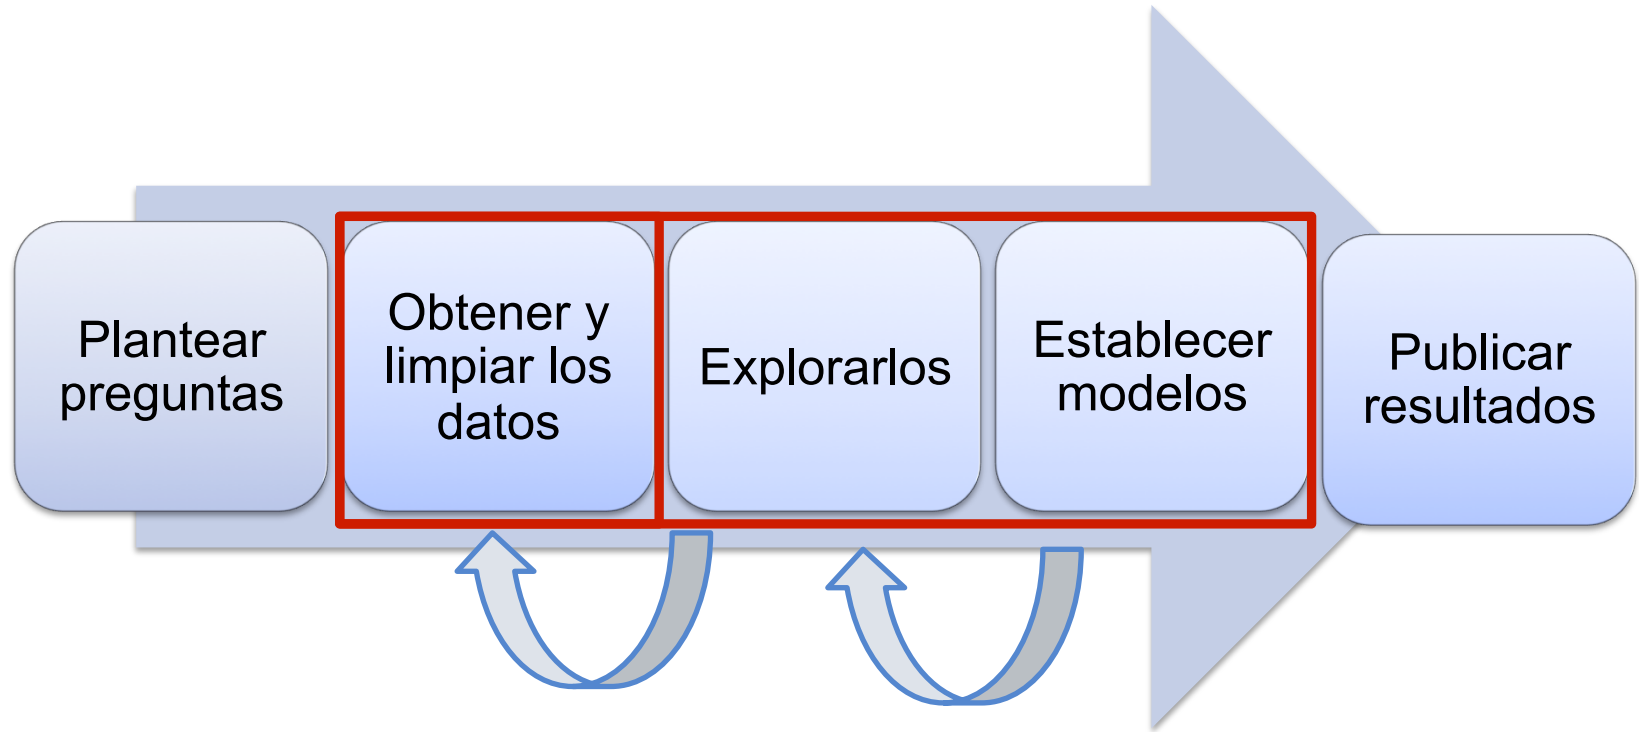 Plantear
preguntas
Obtener y
limpiar los
datos
Explorarlos
Establecer
modelos
Publicar
resultados